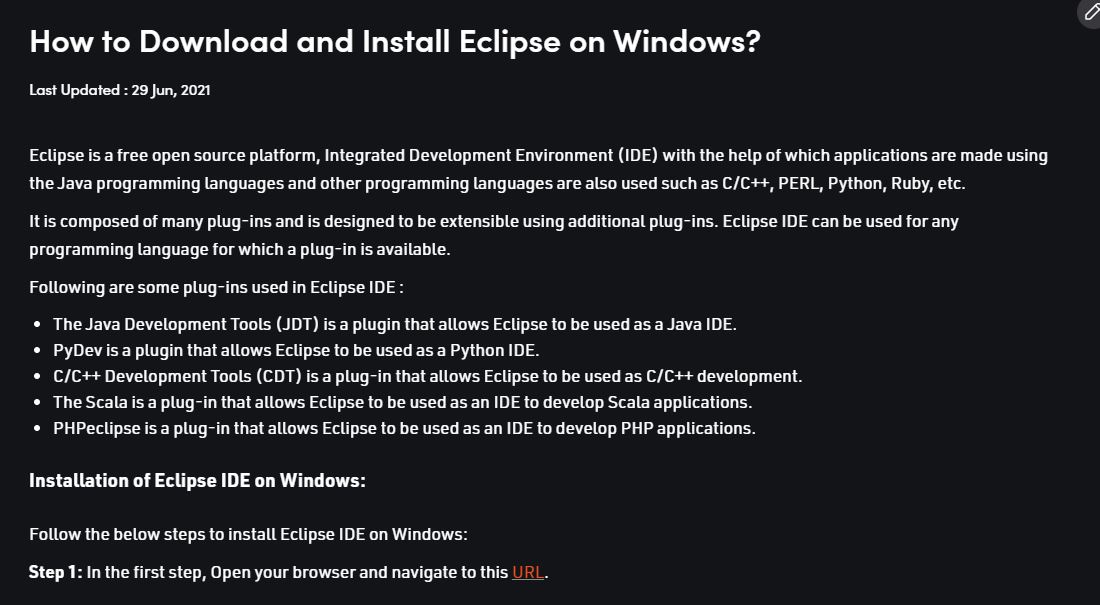 How to Download and Install Eclipse on Windows?
Last Updated : 29 Jun, 2021
Eclipse is a free open source platform, Integrated Development Environment (IDE) with the help of which applications are made using
the Java programming languages and other programming languages are also used such as C/C++, PERL, Python, Ruby, etc.
It is composed of many plug-ins and is designed to be extensible using additional plug-ins. Eclipse IDE can be used for any
programming language for which a plug-in is available.
Following are some plug-ins used in Eclipse IDE :
• The Java Development Tools (JDT) is a plugin that allows Eclipse to be used as a Java IDE.
• PyDev is a plugin that allows Eclipse to be used as a Python IDE.
• C/C++ Development Tools (CDT) is a plug-in that allows Eclipse to be used as C/C++ development.
• The Scala is a plug-in that allows Eclipse to be used as an IDE to develop Scala applications.
• PHPeclipse is a plug-in that allows Eclipse to be used as an IDE to develop PHP applications.
Installation of Eclipse IDE on Windows:
Follow the below steps to install Eclipse IDE on Windows:
Step 1: In the first step, Open your browser and navigate to this URL.